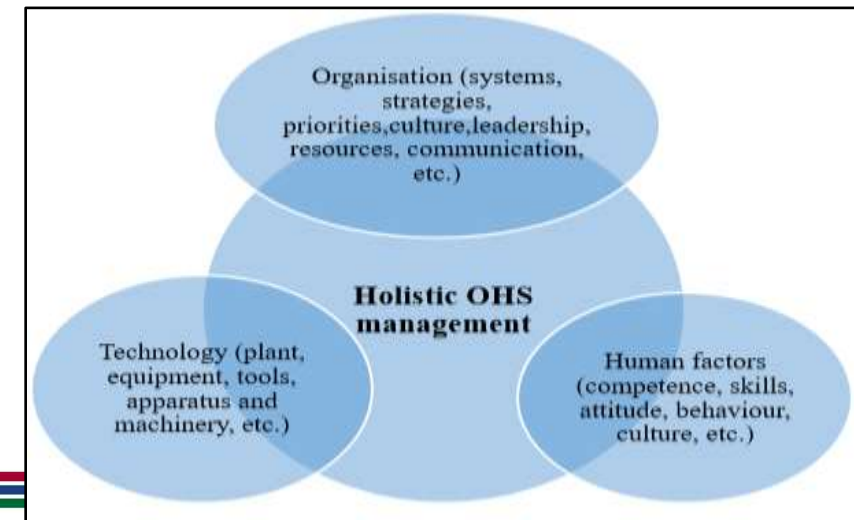 Organisation (systems,
strategies,
priorities,culture,leadership,
resources, communication,
etc.)
Holistic OHS
management
Technology (plant,
equipment, tools,
apparatus and
machinery, etc.)
Human factors
(competence, skills,
attitude, behaviour,
culture, etc.)